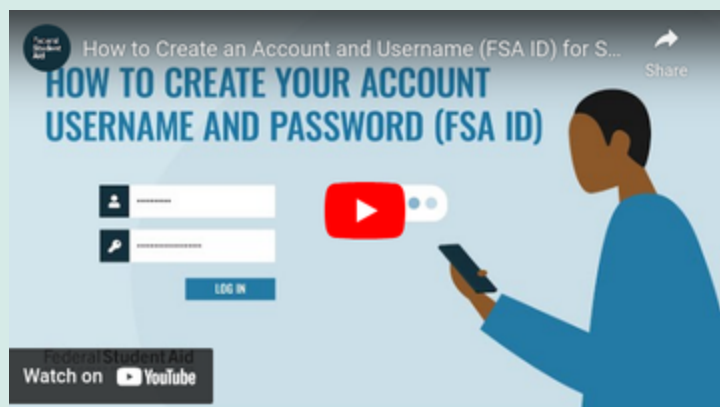 Federal
Student
Aid
How to Create an Account and Username (FSA ID) for S...
Share
HOW TO CREATE YOUR ACCOUNT
USERNAME AND PASSWORD (FSA ID)
LOG IN
Federal Student Aid
Watch on YouTube